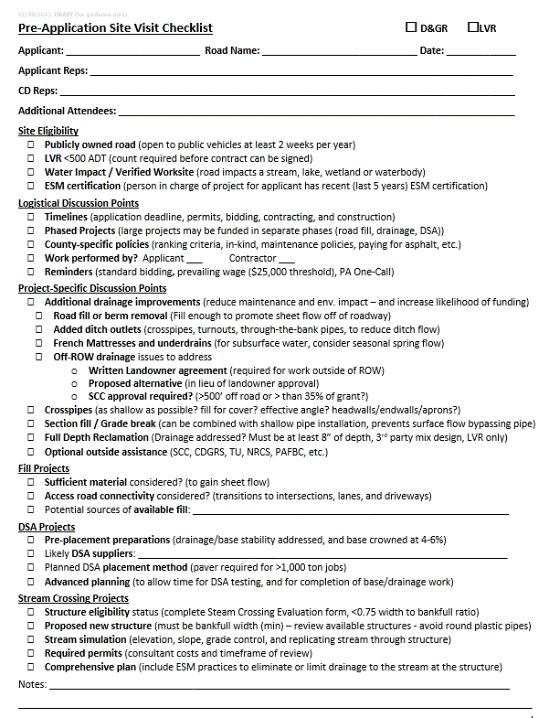 DRAFT (for guidance only)
Pre-Application Site Visit Checklist ☐ D&GR ☐LVR
Applicant: ____ Road Name: ____ Date: ____
Applicant Reps: ____
CD Reps: ____
Additional Attendees: ____
Site Eligibility
☐ Publicly owned road (open to public vehicles at least 2 weeks per year)
☐ LVR <500 ADT (count required before contract can be signed)
☐ Water Impact / Verified Worksite (road impacts a stream, lake, wetland or waterbody)
☐ ESM certification (person in charge of project for applicant has recent (last 5 years) ESM certification)
Logistical Discussion Points
☐ Timelines (application deadline, permits, bidding, contracting, and construction)
☐ Phased Projects (large projects may be funded in separate phases (road fill, drainage, DSA))
☐ County-specific policies (ranking criteria, in-kind, maintenance policies, paying for asphalt, etc.)
☐ Work performed by? Applicant ___ Contractor ___
☐ Reminders (standard bidding, prevailing wage ($25,000 threshold), PA One-Call)
Project-Specific Discussion Points
☐ Additional drainage improvements (reduce maintenance and env. impact – and increase likelihood of funding)
☐ Road fill or berm removal (Fill enough to promote sheet flow off of roadway)
☐ Added ditch outlets (crosspipes, turnouts, through-the-bank pipes, to reduce ditch flow)
☐ French Mattresses and underdrains (for subsurface water, consider seasonal spring flow)
☐ Off-ROW drainage issues to address
o Written Landowner agreement (required for work outside of ROW)
o Proposed alternative (in lieu of landowner approval)
o SCC approval required? (>500' off road or > than 35% of grant?)
☐ Crosspipes (as shallow as possible? fill for cover? effective angle? headwalls/endwalls/aprons?)
☐ Section fill / Grade break (can be combined with shallow pipe installation, prevents surface flow bypassing pipe)
☐ Full Depth Reclamation (Drainage addressed? Must be at least 8" of depth, 3rd party mix design, LVR only)
☐ Optional outside assistance (SCC, CDGRS, TU, NRCS, PAFBC, etc.)
Fill Projects
☐ Sufficient material considered? (to gain sheet flow)
☐ Access road connectivity considered? (transitions to intersections, lanes, and driveways)
☐ Potential sources of available fill: ____
DSA Projects
☐ Pre-placement preparations (drainage/base stability addressed, and base crowned at 4-6%)
☐ Likely DSA suppliers: ____
☐ Planned DSA placement method (paver required for >1,000 ton jobs)
☐ Advanced planning (to allow time for DSA testing, and for completion of base/drainage work)
Stream Crossing Projects
☐ Structure eligibility status (complete Steam Crossing Evaluation form, <0.75 width to bankfull ratio)
☐ Proposed new structure (must be bankfull width (min) – review available structures - avoid round plastic pipes)
☐ Stream simulation (elevation, slope, grade control, and replicating stream through structure)
☐ Required permits (consultant costs and timeframe of review)
☐ Comprehensive plan (include ESM practices to eliminate or limit drainage to the stream at the structure)
Notes: ____